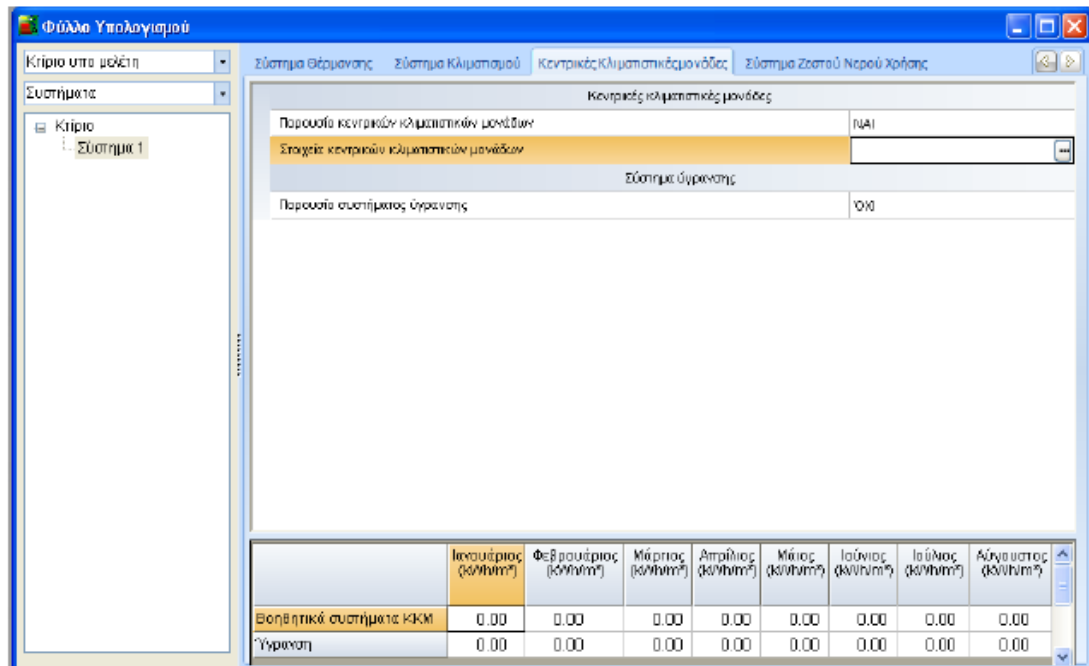 Φύλλο Υπολογισμού
Κτίριο υπο μελέτη
Συστήματα
Κτίριο
Σύστημα 1
Σύστημα Θέρμανσης Σύστημα Κλιματισμού Κεντρικές Κλιματιστικές μονάδες Σύστημα Ζεστού Νερού Χρήσης
Κεντρικές κλιματιστικές μονάδες
Παρουσία κεντρικών κλιματιστικών μονάδων ΝΑΙ
Στοιχεία κεντρικών κλιματιστικών μονάδων ...
Σύστημα ύγρανσης
Παρουσία συστήματος ύγρανσης ΌΧΙ
Ιανουάριος Φεβρουάριος Μάρτιος Απρίλιος Μάιος Ιούνιος Ιούλιος Αύγουστος
(kWh/m²) (kWh/m²) (kWh/m²) (kWh/m²) (kWh/m²) (kWh/m²) (kWh/m²) (kWh/m²)
Βοηθητικά συστήματα ΚΚΜ 0.00 0.00 0.00 0.00 0.00 0.00 0.00 0.00
Ύγρανση 0.00 0.00 0.00 0.00 0.00 0.00 0.00 0.00